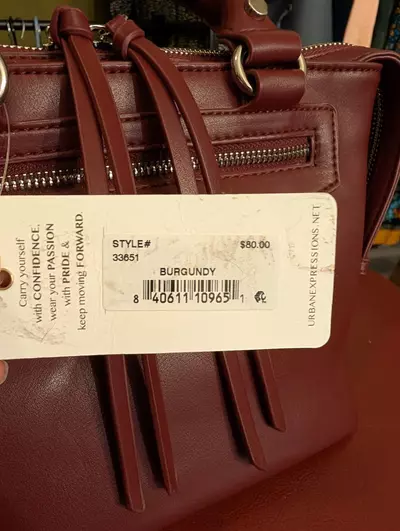 Carry yourself
with CONFIDENCE,
wear your PASSION
with PRIDE &
keep moving FORWARD.
STYLE# $80.00
33651
BURGUNDY
8 40611 10965 1
URBANEXPRESSIONS.NET